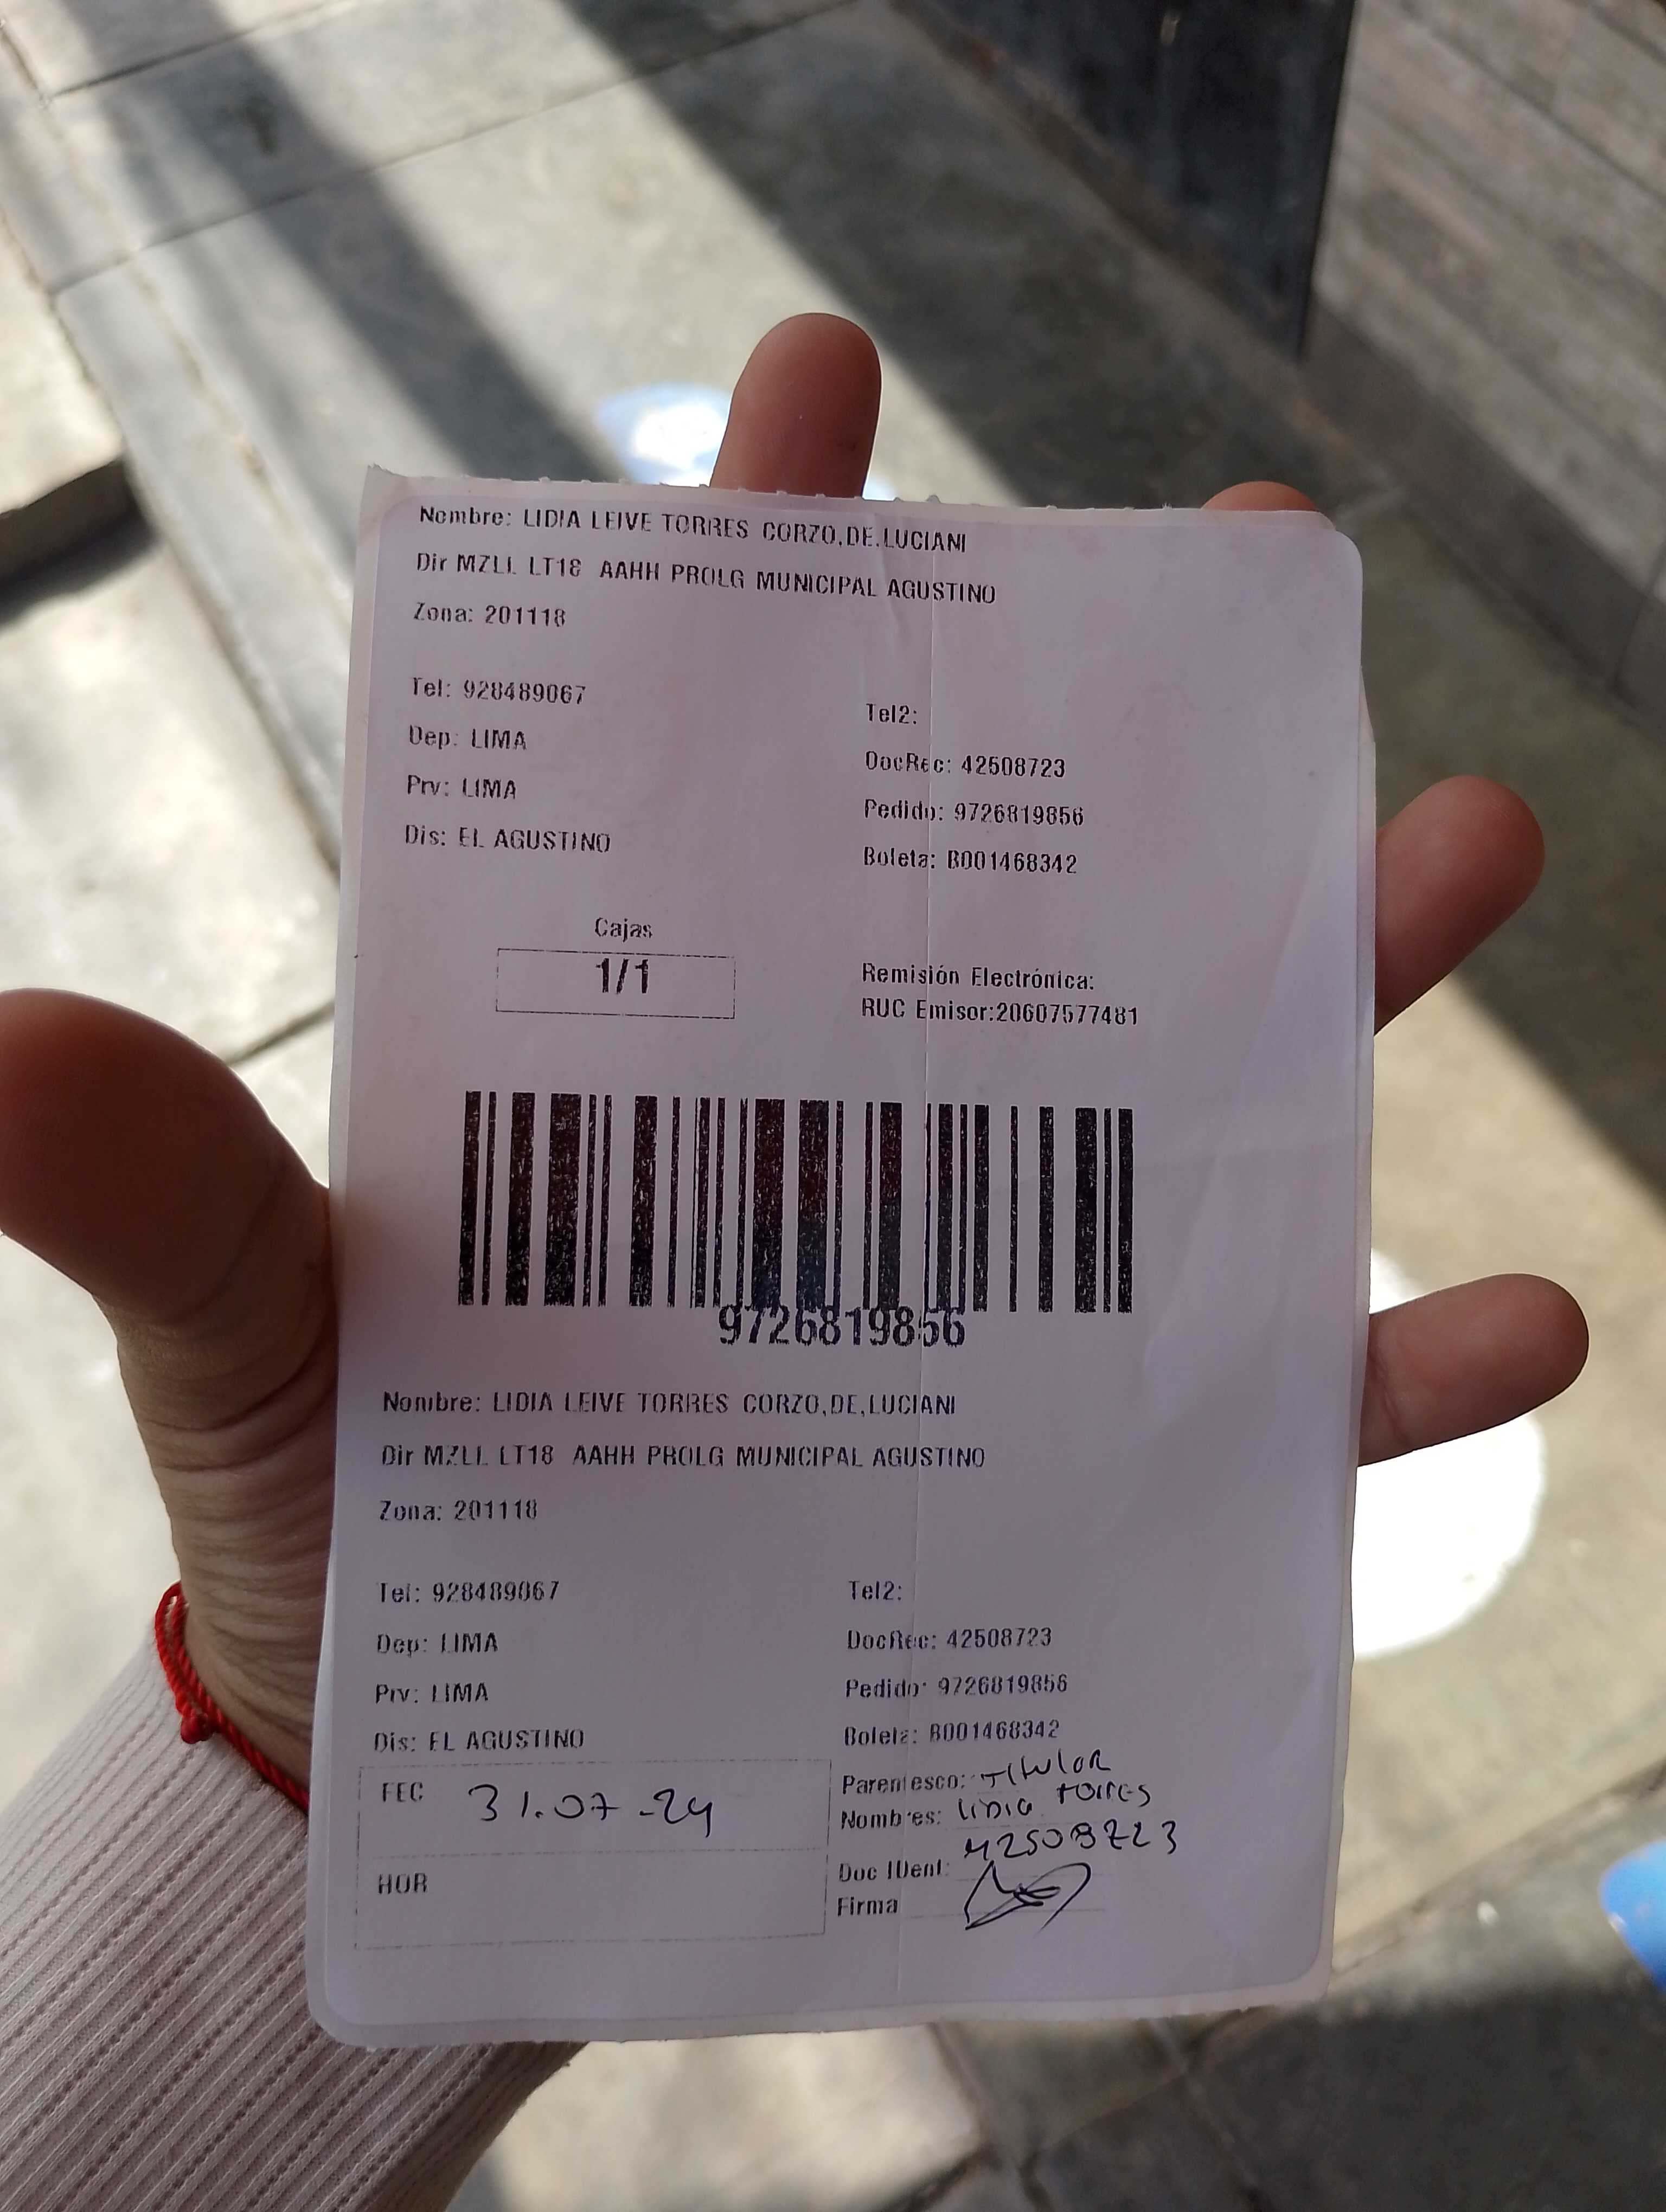 Nombre: LIDIA LEIVE TORRES CORZO,DE,LUCIANI
Dir MZLL LT18 AAHH PROLG MUNICIPAL AGUSTINO
Zona: 201118
Tel: 928489067
Tel2:
Dep: LIMA
DocRec: 42508723
Prv: LIMA
Pedido: 9726819856
Dis: EL AGUSTINO
Boleta: B001468342
Cajas
1/1
Remisión Electrónica:
RUC Emisor:20607577481
9726819856
Nombre: LIDIA LEIVE TORRES CORZO,DE,LUCIANI
Dir MZLL LT18 AAHH PROLG MUNICIPAL AGUSTINO
Zona: 201118
Tel: 928489067
Tel2:
Dep: LIMA
DocRec: 42508723
Prv: LIMA
Pedido: 9726819856
Dis: EL AGUSTINO
Boleta: B001468342
FEC 31.07-24
Parentesco: Titulor
Nombres: Lidia Torres
HOR
Doc IDent: 42508723
Firma